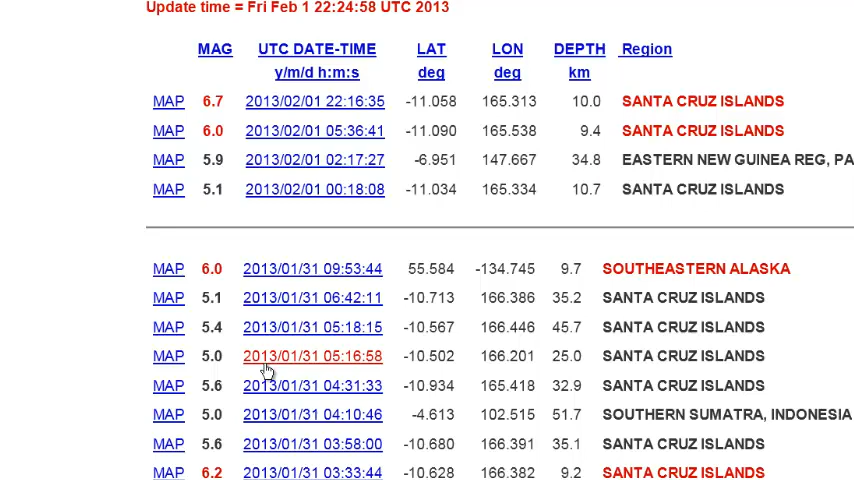 Update time = Fri Feb 1 22:24:58 UTC 2013
MAG UTC DATE-TIME LAT LON DEPTH Region
y/m/d h:m:s deg deg km
MAP 6.7 2013/02/01 22:16:35 -11.058 165.313 10.0 SANTA CRUZ ISLANDS
MAP 6.0 2013/02/01 05:36:41 -11.090 165.538 9.4 SANTA CRUZ ISLANDS
MAP 5.9 2013/02/01 02:17:27 -6.951 147.667 34.8 EASTERN NEW GUINEA REG, PA
MAP 5.1 2013/02/01 00:18:08 -11.034 165.334 10.7 SANTA CRUZ ISLANDS
MAP 6.0 2013/01/31 09:53:44 55.584 -134.745 9.7 SOUTHEASTERN ALASKA
MAP 5.1 2013/01/31 06:42:11 -10.713 166.386 35.2 SANTA CRUZ ISLANDS
MAP 5.4 2013/01/31 05:18:15 -10.567 166.446 45.7 SANTA CRUZ ISLANDS
MAP 5.0 2013/01/31 05:16:58 -10.502 166.201 25.0 SANTA CRUZ ISLANDS
MAP 5.6 2013/01/31 04:31:33 -10.934 165.418 32.9 SANTA CRUZ ISLANDS
MAP 5.0 2013/01/31 04:10:46 -4.613 102.515 51.7 SOUTHERN SUMATRA, INDONESIA
MAP 5.6 2013/01/31 03:58:00 -10.680 166.391 35.1 SANTA CRUZ ISLANDS
MAP 6.2 2013/01/31 03:33:44 -10.628 166.382 9.2 SANTA CRUZ ISLANDS